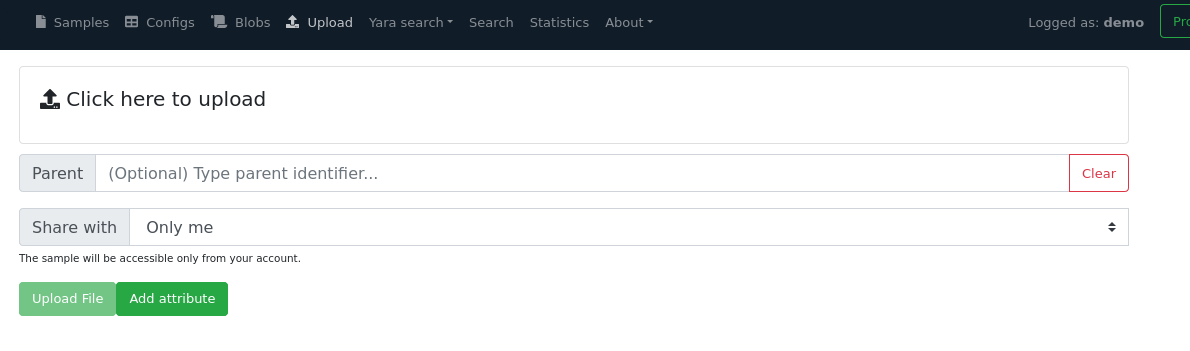 Samples Configs Blobs Upload Yara search Search Statistics About Logged as: demo
Click here to upload
Parent (Optional) Type parent identifier... Clear
Share with Only me
The sample will be accessible only from your account.
Upload File Add attribute